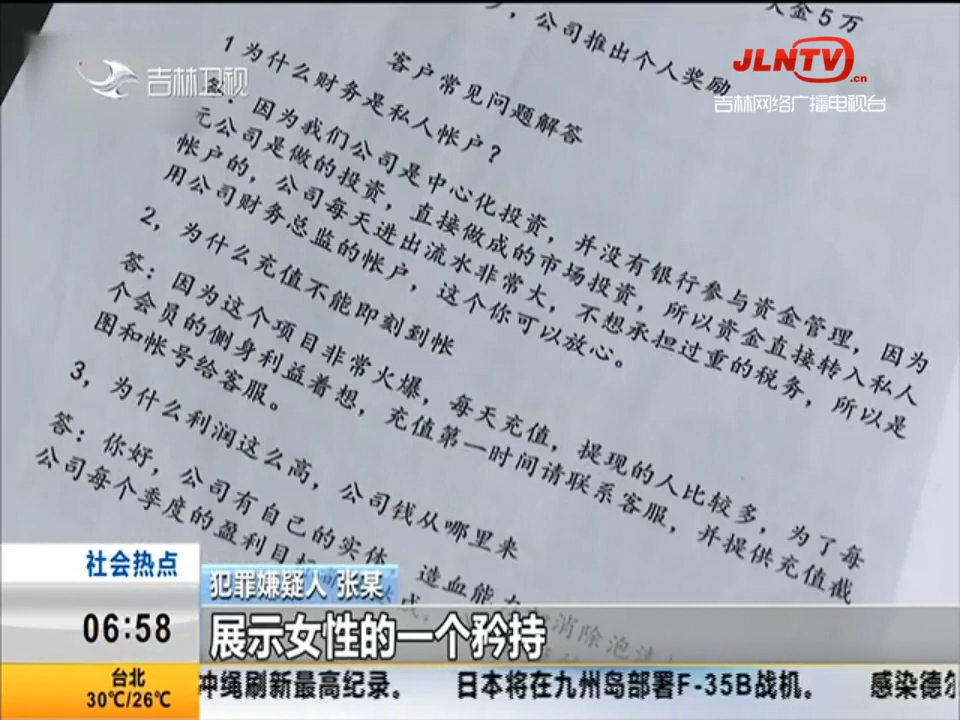 大金5万
，公司推出个人奖励
客户常见问题解答
1 为什么财务是私人帐户？
答：因为我们公司是中心化投资，并没有银行参与资金管理，因为
元公司是做的投资，直接做成的市场投资，所以资金直接转入私人
帐户的，公司每天进出流水非常大，不想承担过重的税务，所以是
用公司财务总监的帐户，这个你可以放心。
2，为什么充值不能即刻到帐
答；因为这个项目非常火爆，每天充值，提现的人比较多，为了每
个会员的侧身利益着想，充值第一时间请联系客服，并提供充值截
图和帐号给客服。
3，为什么利润这么高，公司钱从哪里来
答：你好，公司有自己的实体，造血能
公司每个季度的盈利目标
消除泡沫
吉林卫视
JLNTV.cn
吉林网络广播电视台
社会热点
06:58
台北
30℃/26℃
犯罪嫌疑人 张某
展示女性的一个矜持
冲绳刷新最高纪录。 日本将在九州岛部署F-35B战机。 感染德尔